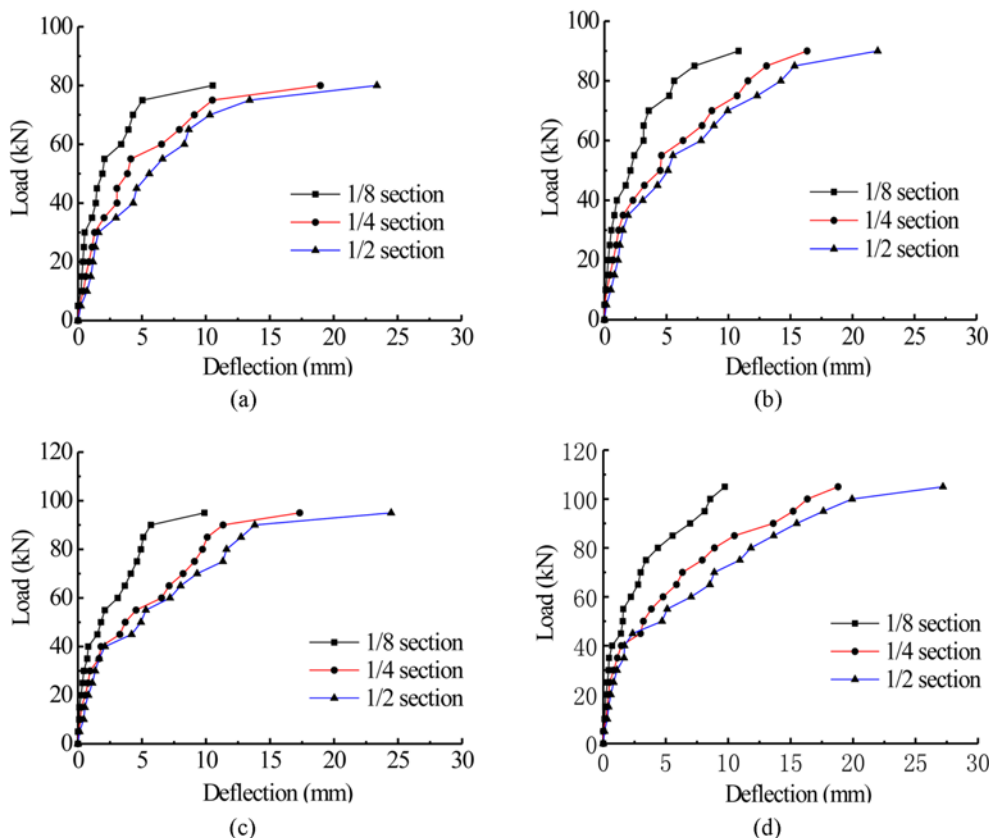 100
80
60
40
20
0
Load (kN)
1/8 section
1/4 section
1/2 section
0 5 10 15 20 25 30
Deflection (mm)
(a)
100
80
60
40
20
0
Load (kN)
1/8 section
1/4 section
1/2 section
0 5 10 15 20 25 30
Deflection (mm)
(b)
120
100
80
60
40
20
0
Load (kN)
1/8 section
1/4 section
1/2 section
0 5 10 15 20 25 30
Deflection (mm)
(c)
120
100
80
60
40
20
0
Load (kN)
1/8 section
1/4 section
1/2 section
0 5 10 15 20 25 30
Deflection (mm)
(d)